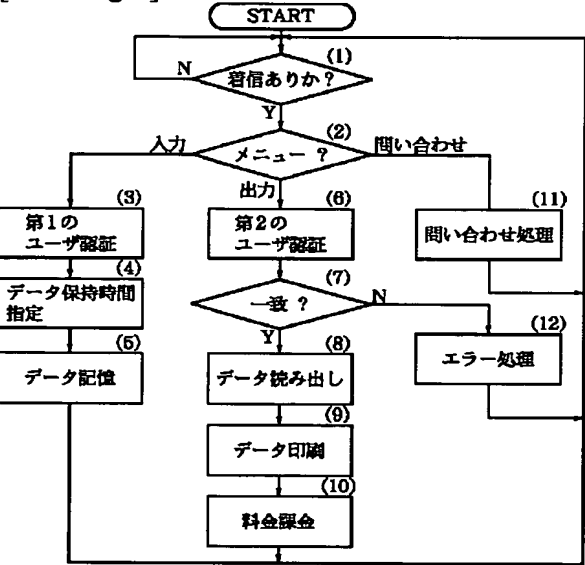 START
(1)
着信ありか？
N
Y
(2)
メニュー ？
入力
出力
問い合わせ
(3)
第1の
ユーザ認証
(4)
データ保持時間
指定
(5)
データ記憶
(6)
第2の
ユーザ認証
(7)
一致 ？
N
Y
(8)
データ読み出し
(9)
データ印刷
(10)
料金課金
(11)
問い合わせ処理
(12)
エラー処理